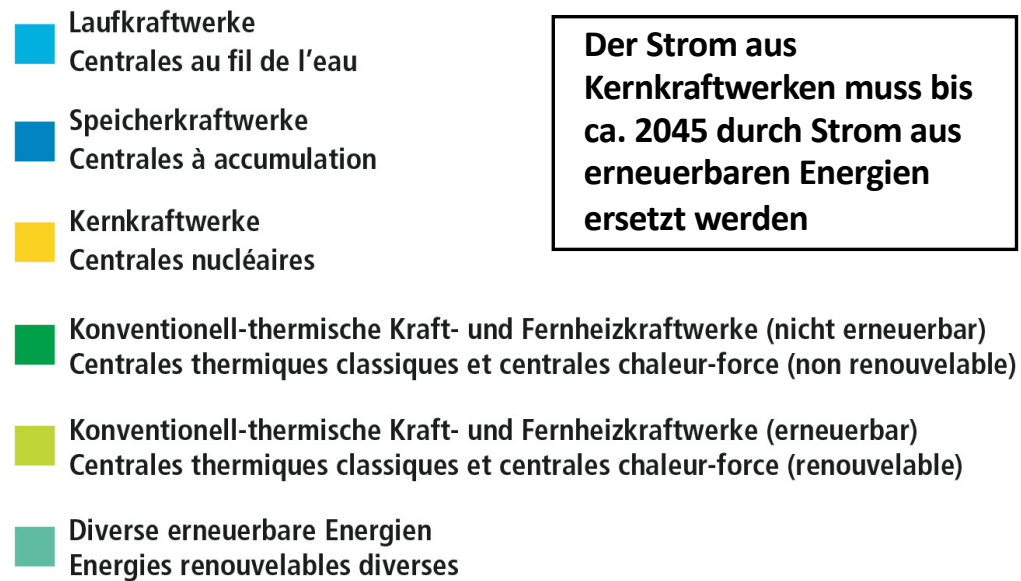 Laufkraftwerke
Centrales au fil de l’eau
Der Strom aus
Kernkraftwerken muss bis
ca. 2045 durch Strom aus
erneuerbaren Energien
ersetzt werden
Speicherkraftwerke
Centrales à accumulation
Kernkraftwerke
Centrales nucléaires
Konventionell-thermische Kraft- und Fernheizkraftwerke (nicht erneuerbar)
Centrales thermiques classiques et centrales chaleur-force (non renouvelable)
Konventionell-thermische Kraft- und Fernheizkraftwerke (erneuerbar)
Centrales thermiques classiques et centrales chaleur-force (renouvelable)
Diverse erneuerbare Energien
Energies renouvelables diverses